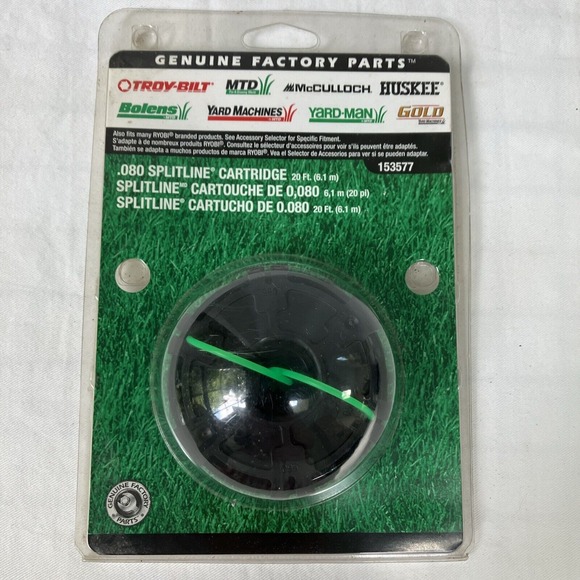 GENUINE FACTORY PARTS™
TROY-BILT® MTD McCULLOCH HUSKEE®
Bolens YARD MACHINES YARD-MAN GOLD
Also fits many RYOBI® branded products. See Accessory Selector for Specific Fitment.
S'adapte à de nombreux produits RYOBI®. Consultez le sélecteur d'accessoires pour voir s'ils peuvent être adaptés.
También se adapta a muchos productos de marca RYOBI®. Vea el Selector de Accesorios para ver si se pueden adaptar.
153577
.080 SPLITLINE® CARTRIDGE 20 Ft. (6.1 m)
SPLITLINE MD CARTOUCHE DE 0,080 6,1 m (20 pi)
SPLITLINE® CARTUCHO DE 0.080 20 Ft. (6.1 m)
GENUINE FACTORY
PARTS